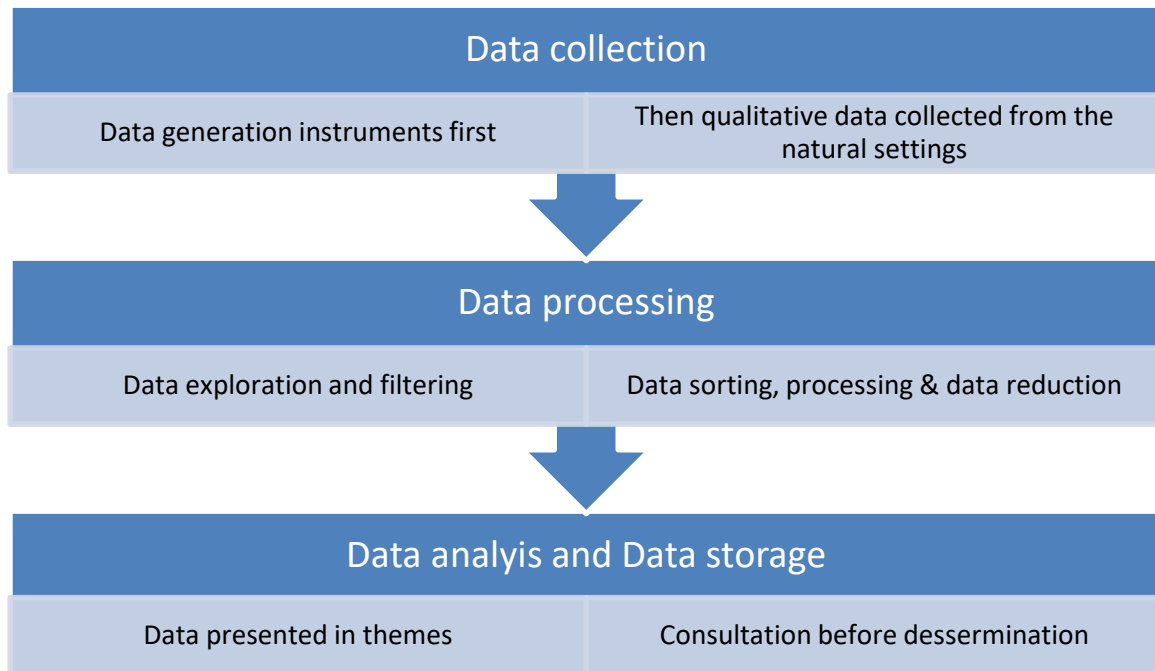 Data collection
Data generation instruments first
Then qualitative data collected from the
natural settings
Data processing
Data exploration and filtering
Data sorting, processing & data reduction
Data analyis and Data storage
Data presented in themes
Consultation before dessermination